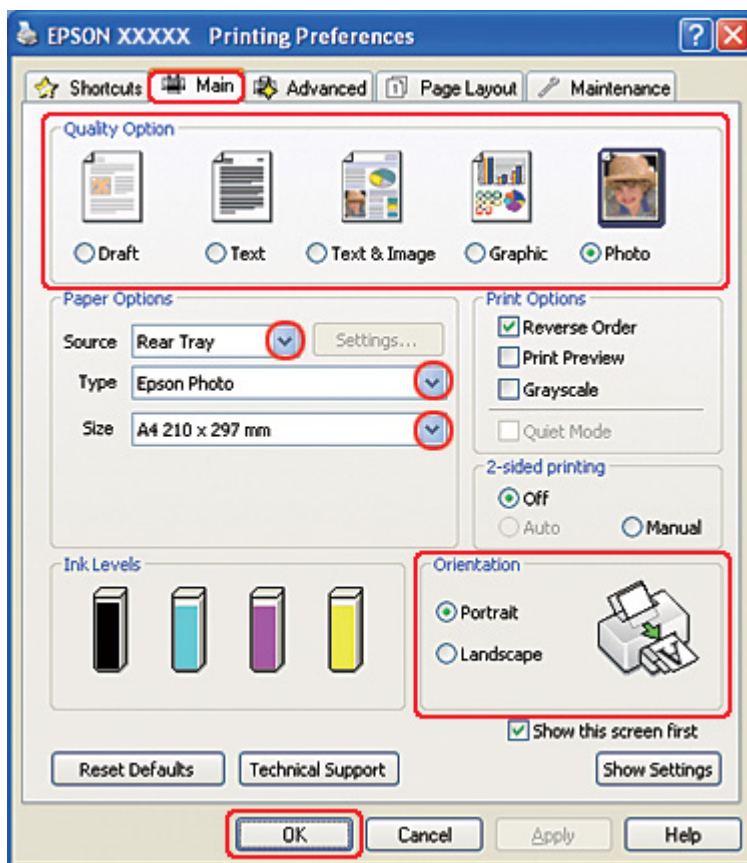 EPSON XXXXX Printing Preferences
Shortcuts Main Advanced Page Layout Maintenance
Quality Option
Draft Text Text & Image Graphic Photo
Paper Options
Source Rear Tray Settings...
Type Epson Photo
Size A4 210 x 297 mm
Print Options
Reverse Order
Print Preview
Grayscale
Quiet Mode
2-sided printing
Off
Auto Manual
Ink Levels
Orientation
Portrait
Landscape
Show this screen first
Reset Defaults Technical Support Show Settings
OK Cancel Apply Help